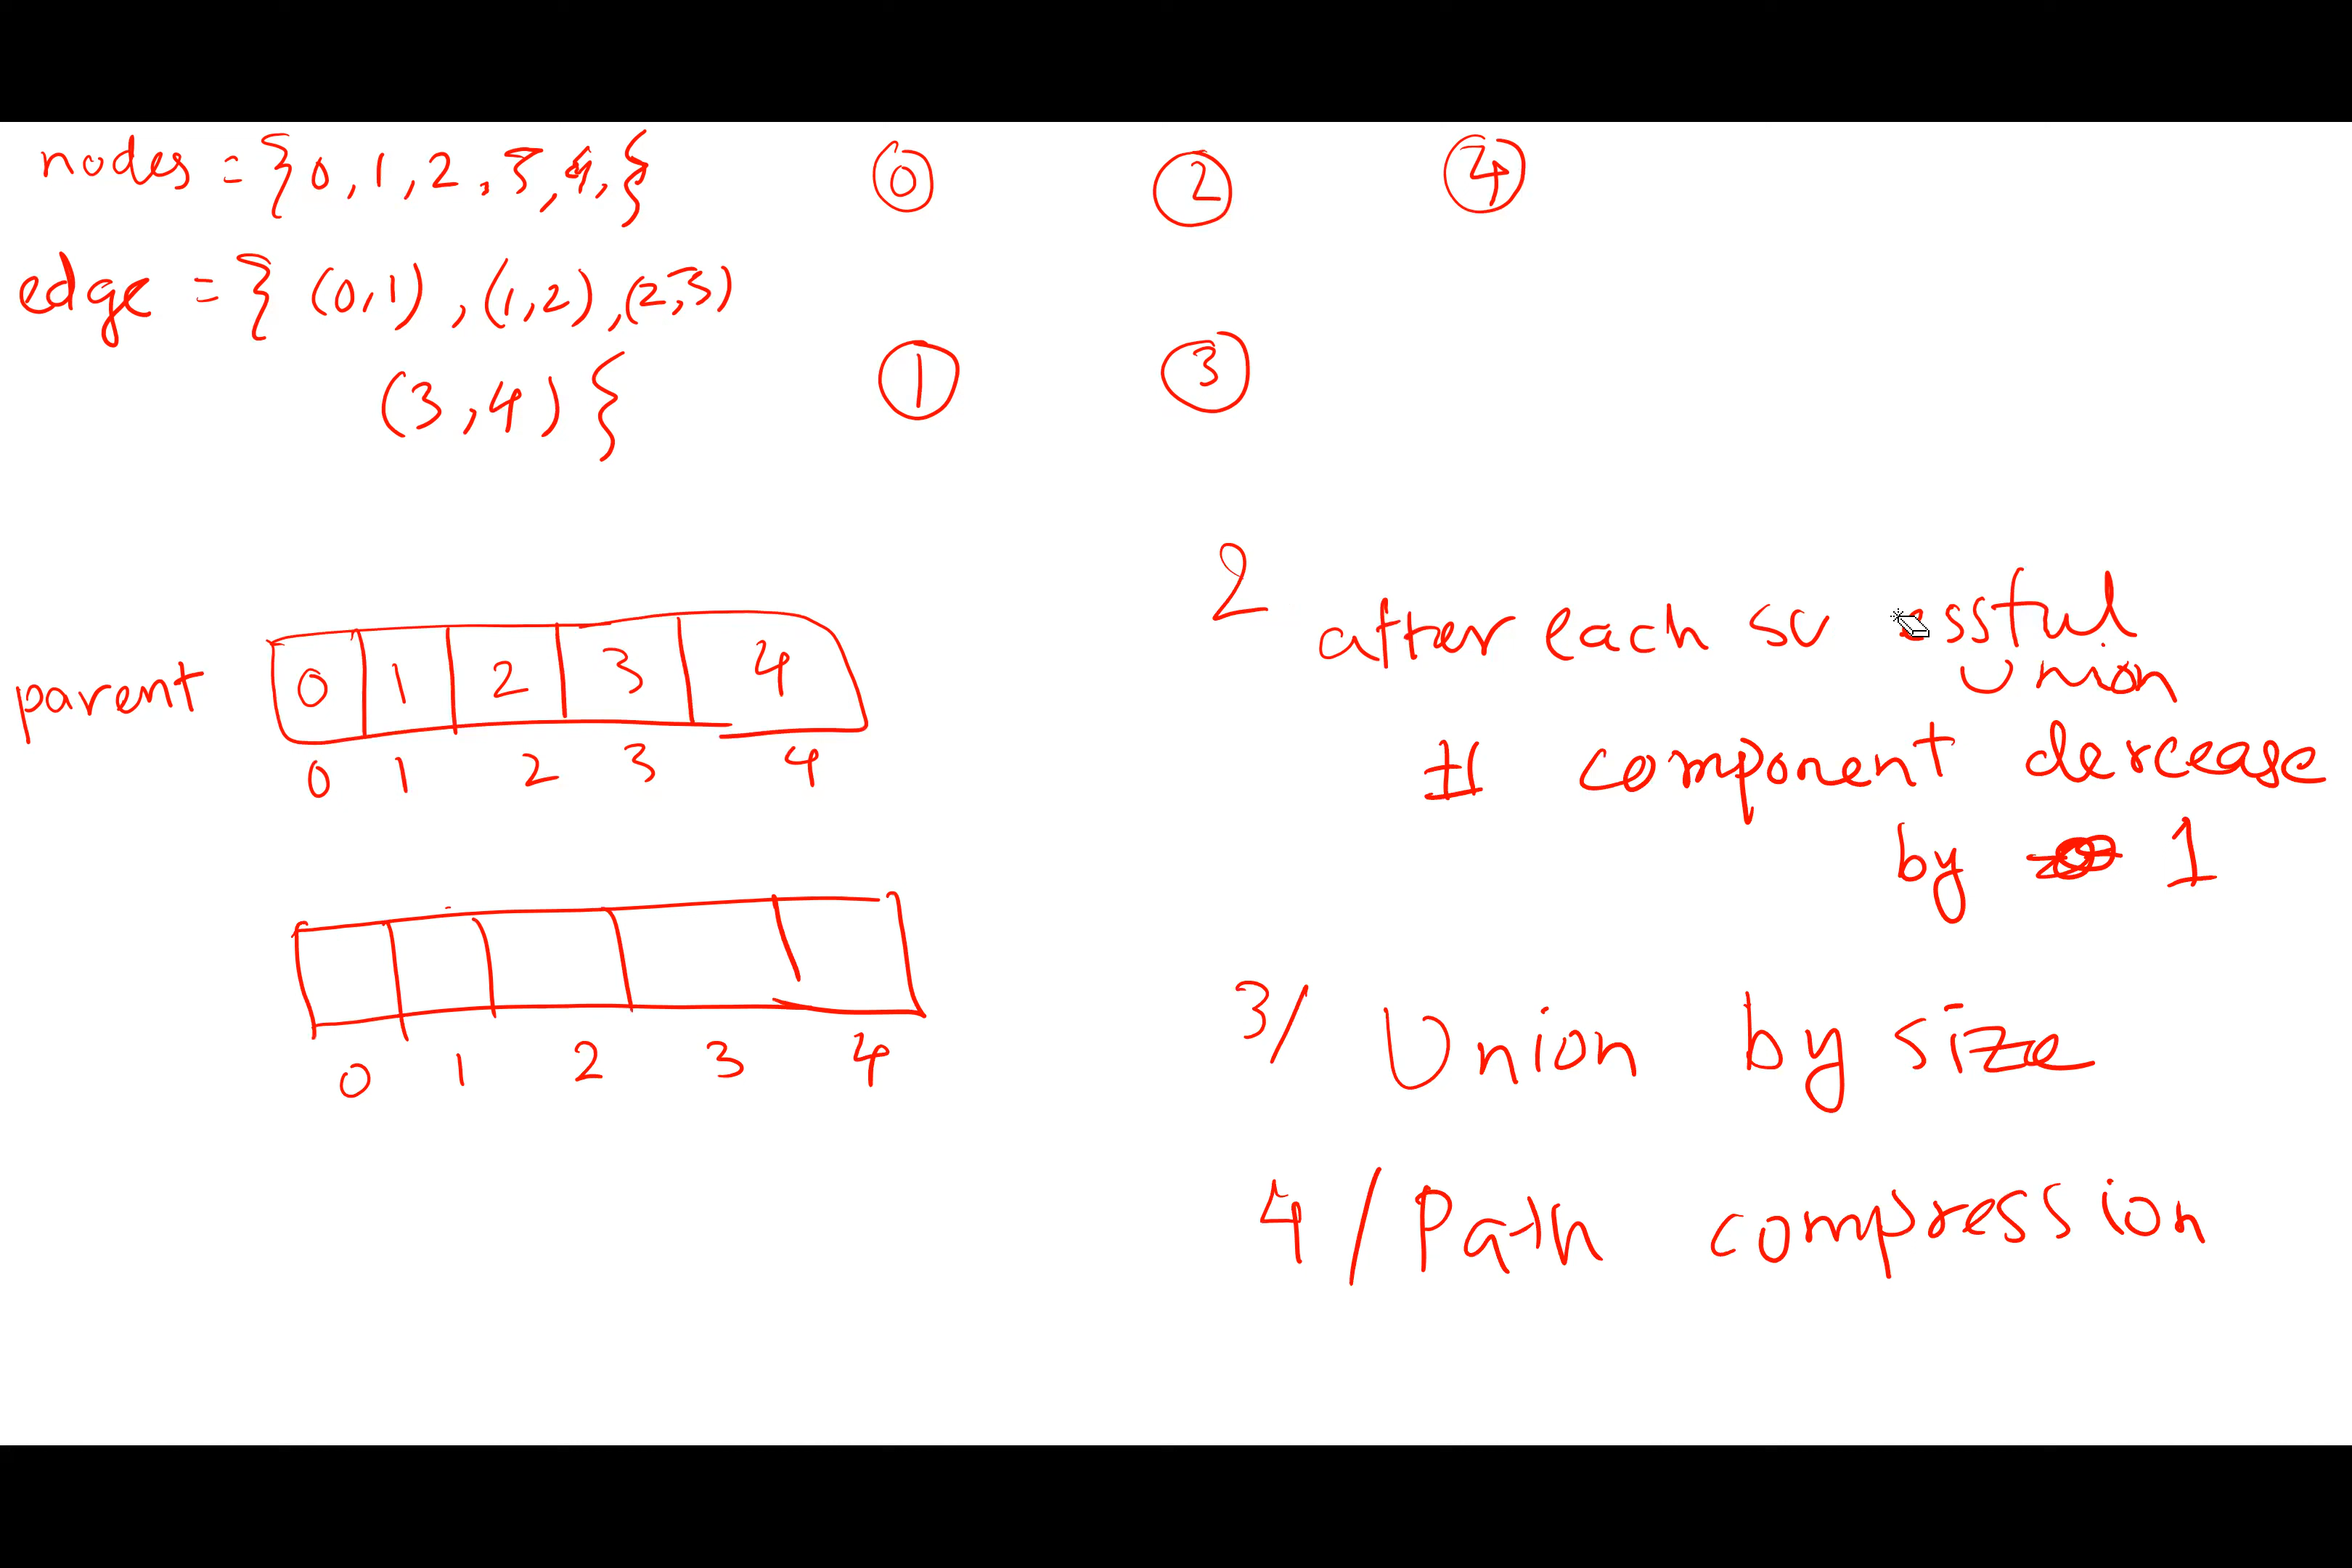 nodes = {0, 1, 2, 3, 4, }
edge = { (0,1), (1,2), (2,3)
(3,4) }
0 2 4
1 3
parent 0 1 2 3 4
0 1 2 3 4
0 1 2 3 4
2 after each su essful
union
# component decrease
by 1
3/ Union by size
4/ Path compression